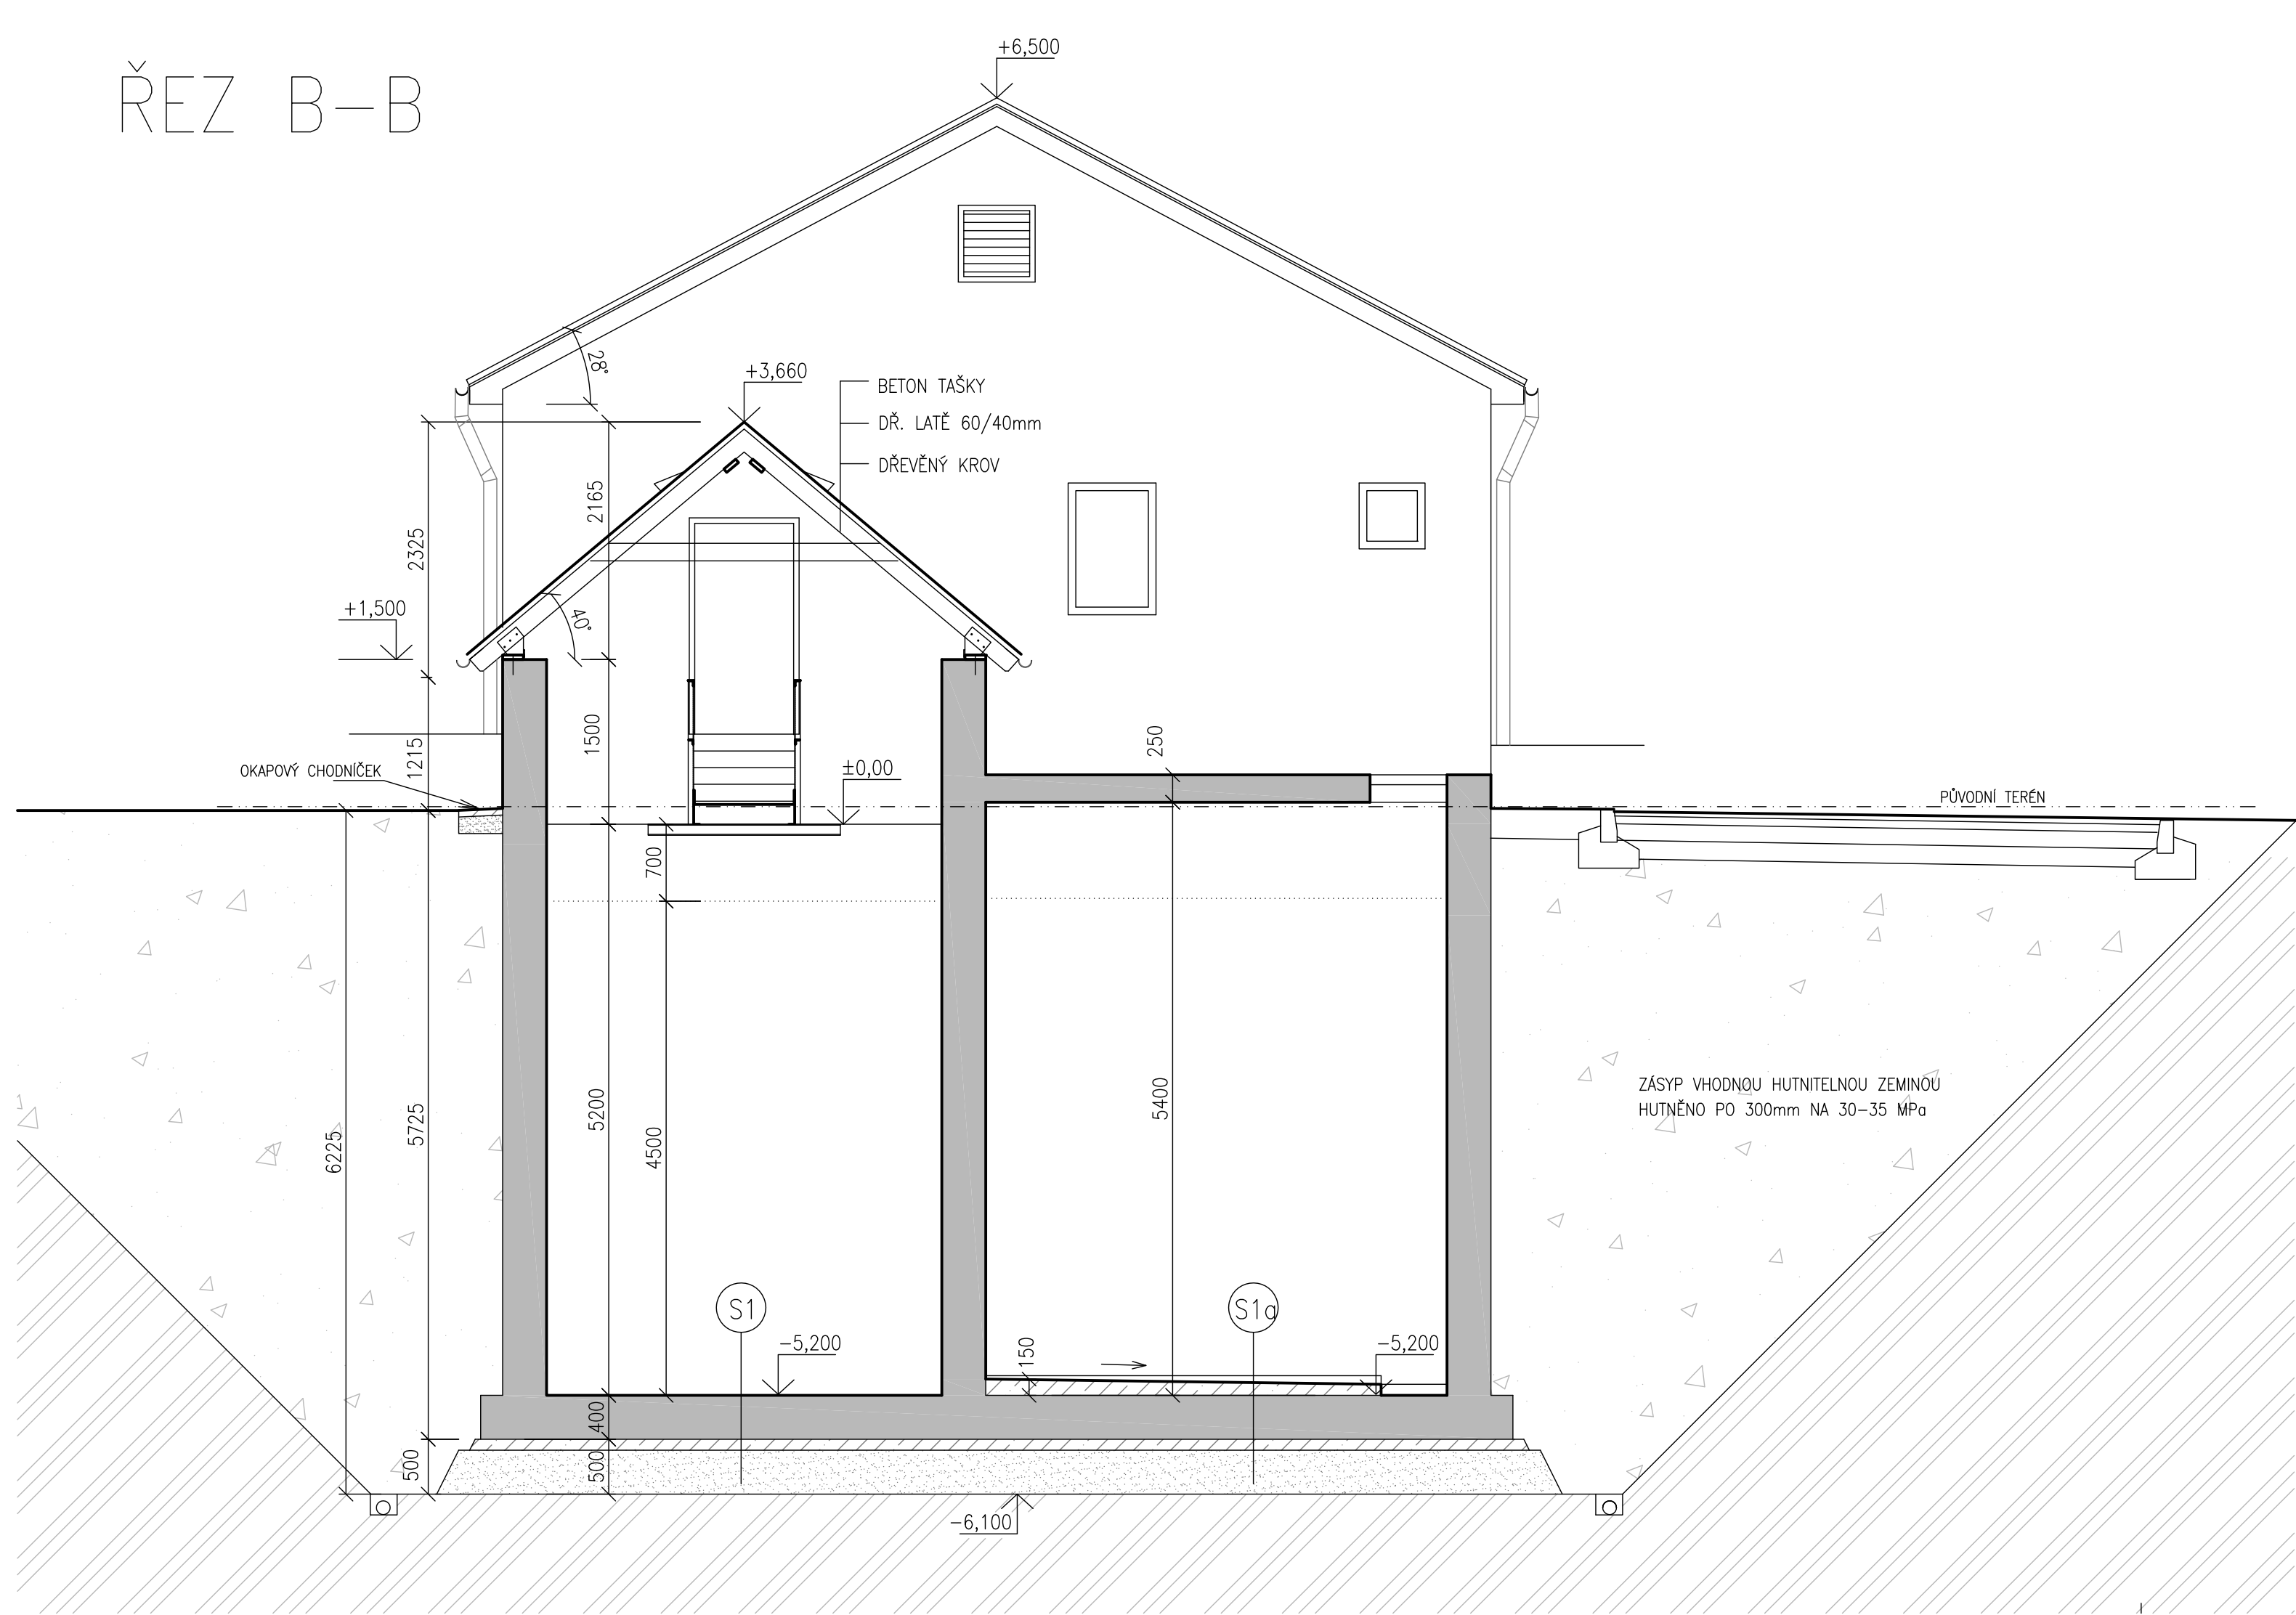 ŘEZ B-B
+6,500
28°
+3,660
BETON TAŠKY
DŘ. LATĚ 60/40mm
DŘEVĚNÝ KROV
2165
2325
+1,500
40°
1500
1215
250
OKAPOVÝ CHODNÍČEK
±0,00
PŮVODNÍ TERÉN
700
ZÁSYP VHODNOU HUTNITELNOU ZEMINOU
HUTNĚNO PO 300mm NA 30-35 MPa
6225
5725
5200
4500
5400
S1
S1a
-5,200
150
-5,200
400
500
500
-6,100